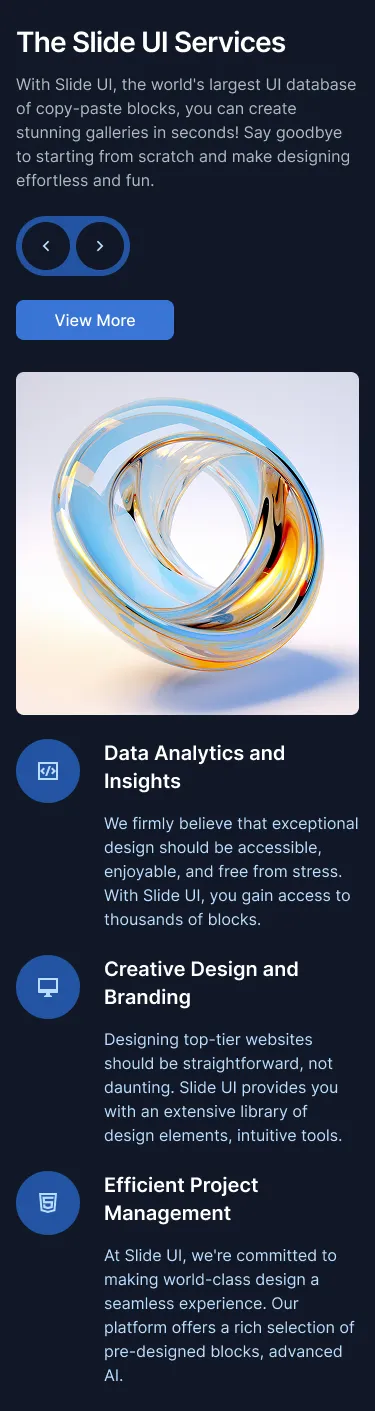 The Slide UI Services
With Slide UI, the world's largest UI database
of copy-paste blocks, you can create
stunning galleries in seconds! Say goodbye
to starting from scratch and make designing
effortless and fun.
View More
Data Analytics and
Insights
We firmly believe that exceptional
design should be accessible,
enjoyable, and free from stress.
With Slide UI, you gain access to
thousands of blocks.
Creative Design and
Branding
Designing top-tier websites
should be straightforward, not
daunting. Slide UI provides you
with an extensive library of
design elements, intuitive tools.
Efficient Project
Management
At Slide UI, we're committed to
making world-class design a
seamless experience. Our
platform offers a rich selection of
pre-designed blocks, advanced
AI.